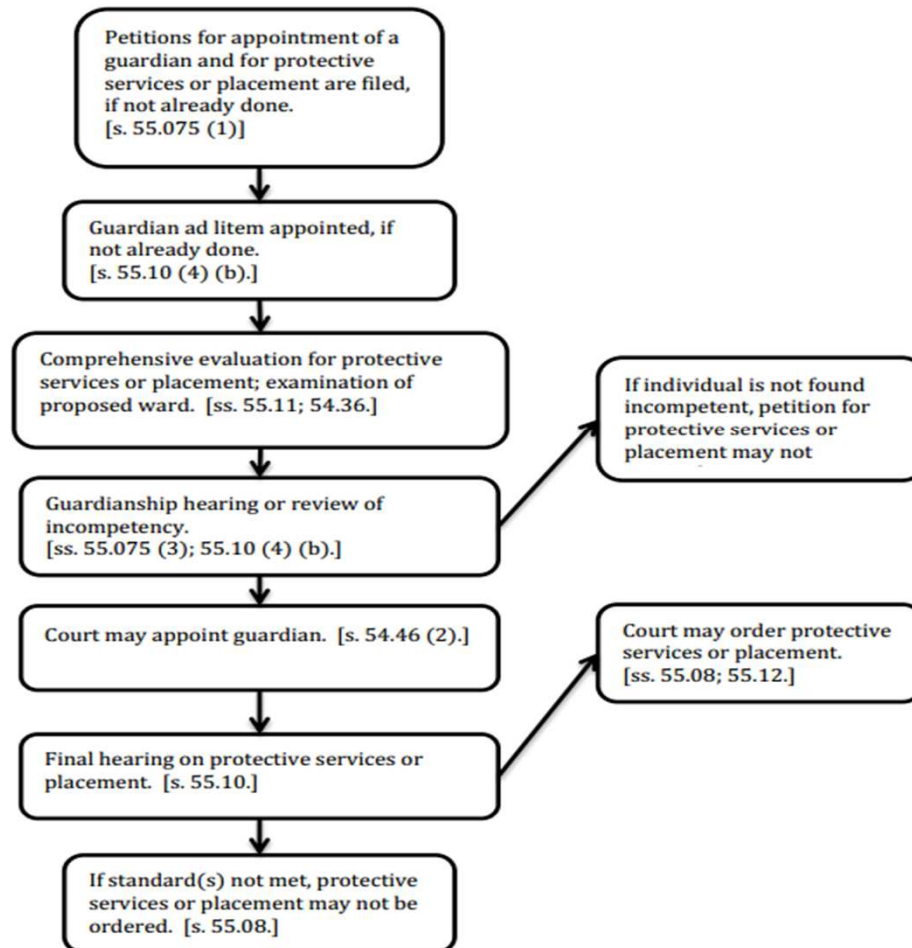 Petitions for appointment of a
guardian and for protective
services or placement are filed,
if not already done.
[s. 55.075 (1)]
Guardian ad litem appointed, if
not already done.
[s. 55.10 (4) (b).]
Comprehensive evaluation for protective
services or placement; examination of
proposed ward. [ss. 55.11; 54.36.]
If individual is not found
incompetent, petition for
protective services or
placement may not
Guardianship hearing or review of
incompetency.
[ss. 55.075 (3); 55.10 (4) (b).]
Court may appoint guardian. [s. 54.46 (2).]
Court may order protective
services or placement.
[ss. 55.08; 55.12.]
Final hearing on protective services or
placement. [s. 55.10.]
If standard(s) not met, protective
services or placement may not be
ordered. [s. 55.08.]